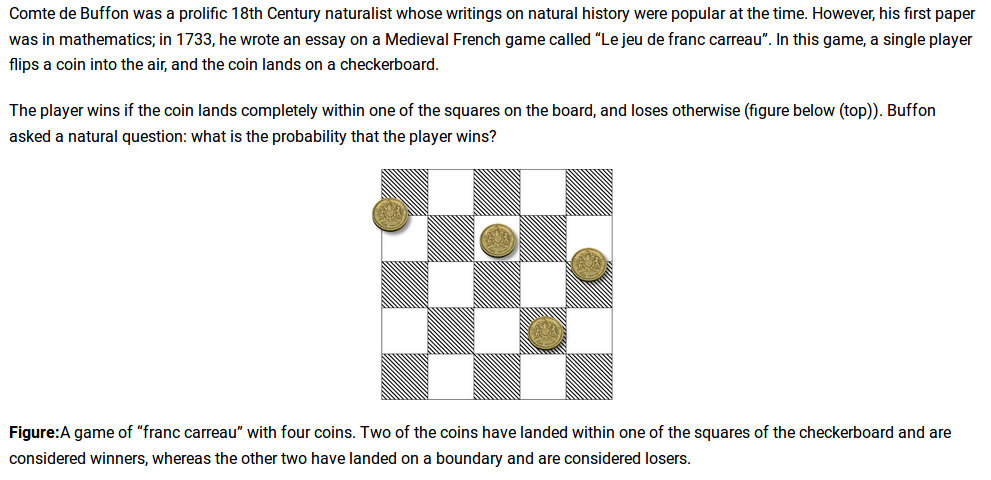 Comte de Buffon was a prolific 18th Century naturalist whose writings on natural history were popular at the time. However, his first paper
was in mathematics; in 1733, he wrote an essay on a Medieval French game called “Le jeu de franc carreau”. In this game, a single player
flips a coin into the air, and the coin lands on a checkerboard.
The player wins if the coin lands completely within one of the squares on the board, and loses otherwise (figure below (top)). Buffon
asked a natural question: what is the probability that the player wins?
Figure:A game of “franc carreau” with four coins. Two of the coins have landed within one of the squares of the checkerboard and are
considered winners, whereas the other two have landed on a boundary and are considered losers.